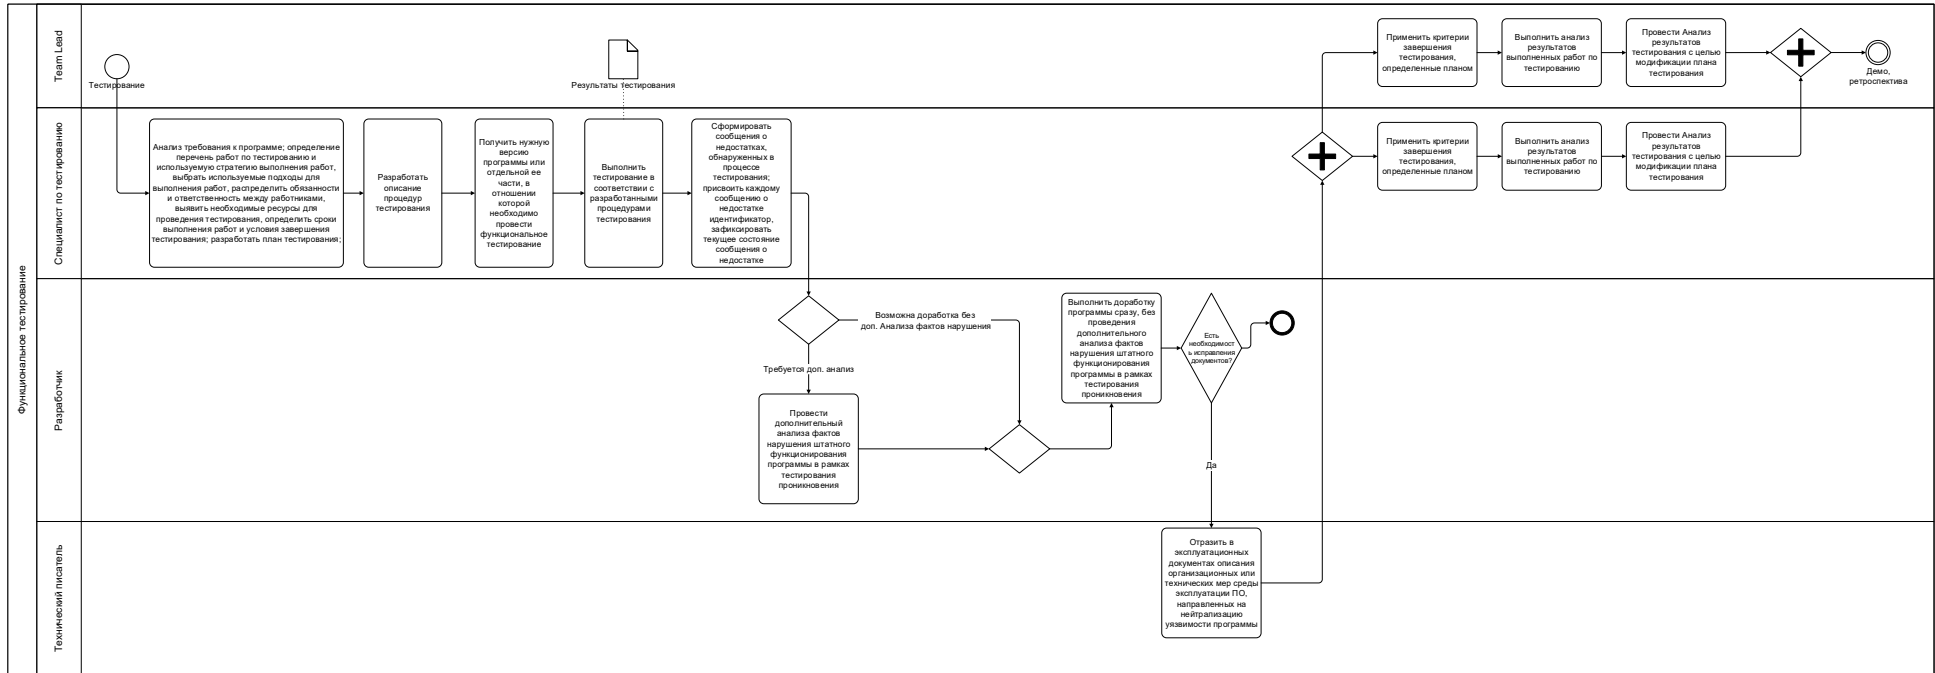 Функциональное тестирование
Team Lead
Тестирование
Результаты тестирования
Применить критерии
завершения
тестирования,
определенные планом
Выполнить анализ
результатов
выполненных работ по
тестированию
Провести Анализ
результатов
тестирования с целью
модификации плана
тестирования
Демо,
ретроспектива
Специалист по тестированию
Анализ требования к программе; определение
перечень работ по тестированию и
используемую стратегию выполнения работ,
выбрать используемые подходы для
выполнения работ, распределить обязанности
и ответственность между работниками,
выявить необходимые ресурсы для
проведения тестирования, определить сроки
выполнения работ и условия завершения
тестирования; разработать план тестирования;
Разработать
описание
процедур
тестирования
Получить нужную
версию
программы или
отдельной ее
части, в
отношении
которой
необходимо
провести
функциональное
тестирование
Выполнить
тестирование в
соответствии с
разработанными
процедурами
тестирования
Сформировать
сообщения о
недостатках,
обнаруженных в
процессе
тестирования;
присвоить каждому
сообщению о
недостатке
идентификатор,
зафиксировать
текущее состояние
сообщения о
недостатке
Применить критерии
завершения
тестирования,
определенные планом
Выполнить анализ
результатов
выполненных работ по
тестированию
Провести Анализ
результатов
тестирования с целью
модификации плана
тестирования
Разработчик
Возможна доработка без
доп. Анализа фактов нарушения
Требуется доп. анализ
Провести
дополнительный
анализа фактов
нарушения штатного
функционирования
программы в рамках
тестирования
проникновения
Выполнить доработку
программы сразу, без
проведения
дополнительного
анализа фактов
нарушения штатного
функционирования
программы в рамках
тестирования
проникновения
Есть
необходимост
ь исправления
документов?
Да
Технический писатель
Отразить в
эксплуатационных
документах описания
организационных или
технических мер среды
эксплуатации ПО,
направленных на
нейтрализацию
уязвимости программы